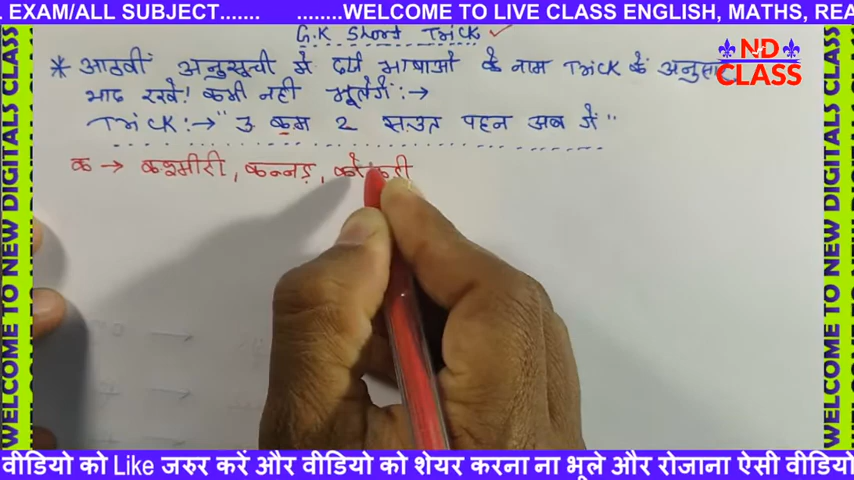 EXAM/ALL SUBJECT....... ........WELCOME TO LIVE CLASS ENGLISH, MATHS, REA
G.K Short Trick
ND
CLASS
* आठवीं अनुसूची में दर्ज भाषाओं के नाम Trick के अनुसार
याद रखें! कभी नहीं भूलेगें :→
Trick :→ "3 कम 2 सउत पहन अब में"
क → कश्मीरी, कन्नड़, कोंकड़ी
WELCOME TO NEW DIGITALS CLASS
WELCOME TO NEW DIGITALS CLASS
वीडियो को Like जरुर करें और वीडियो को शेयर करना ना भूले और रोजाना ऐसी वीडियो